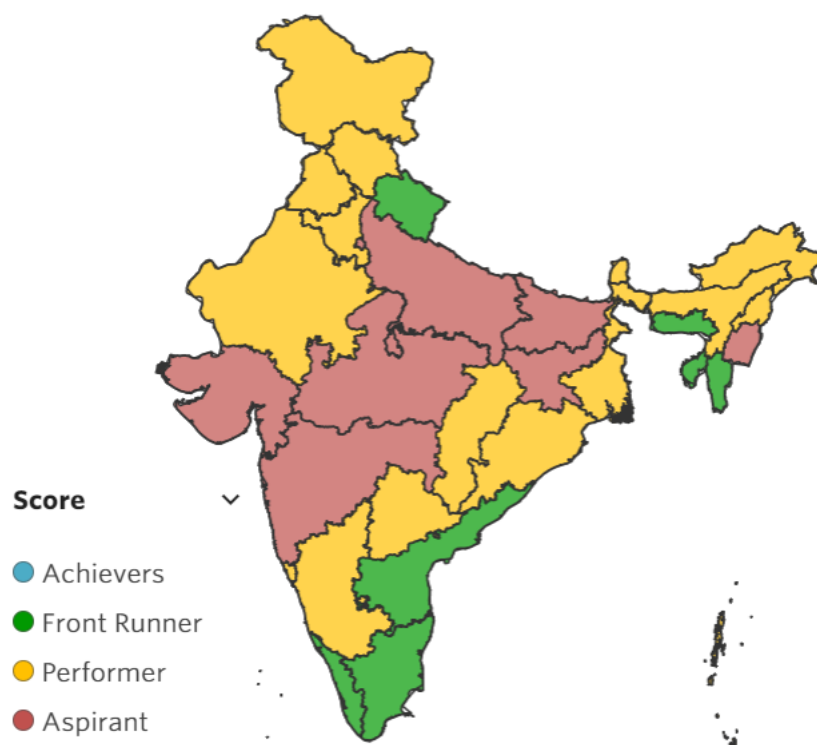 Score
Achievers
Front Runner
Performer
Aspirant